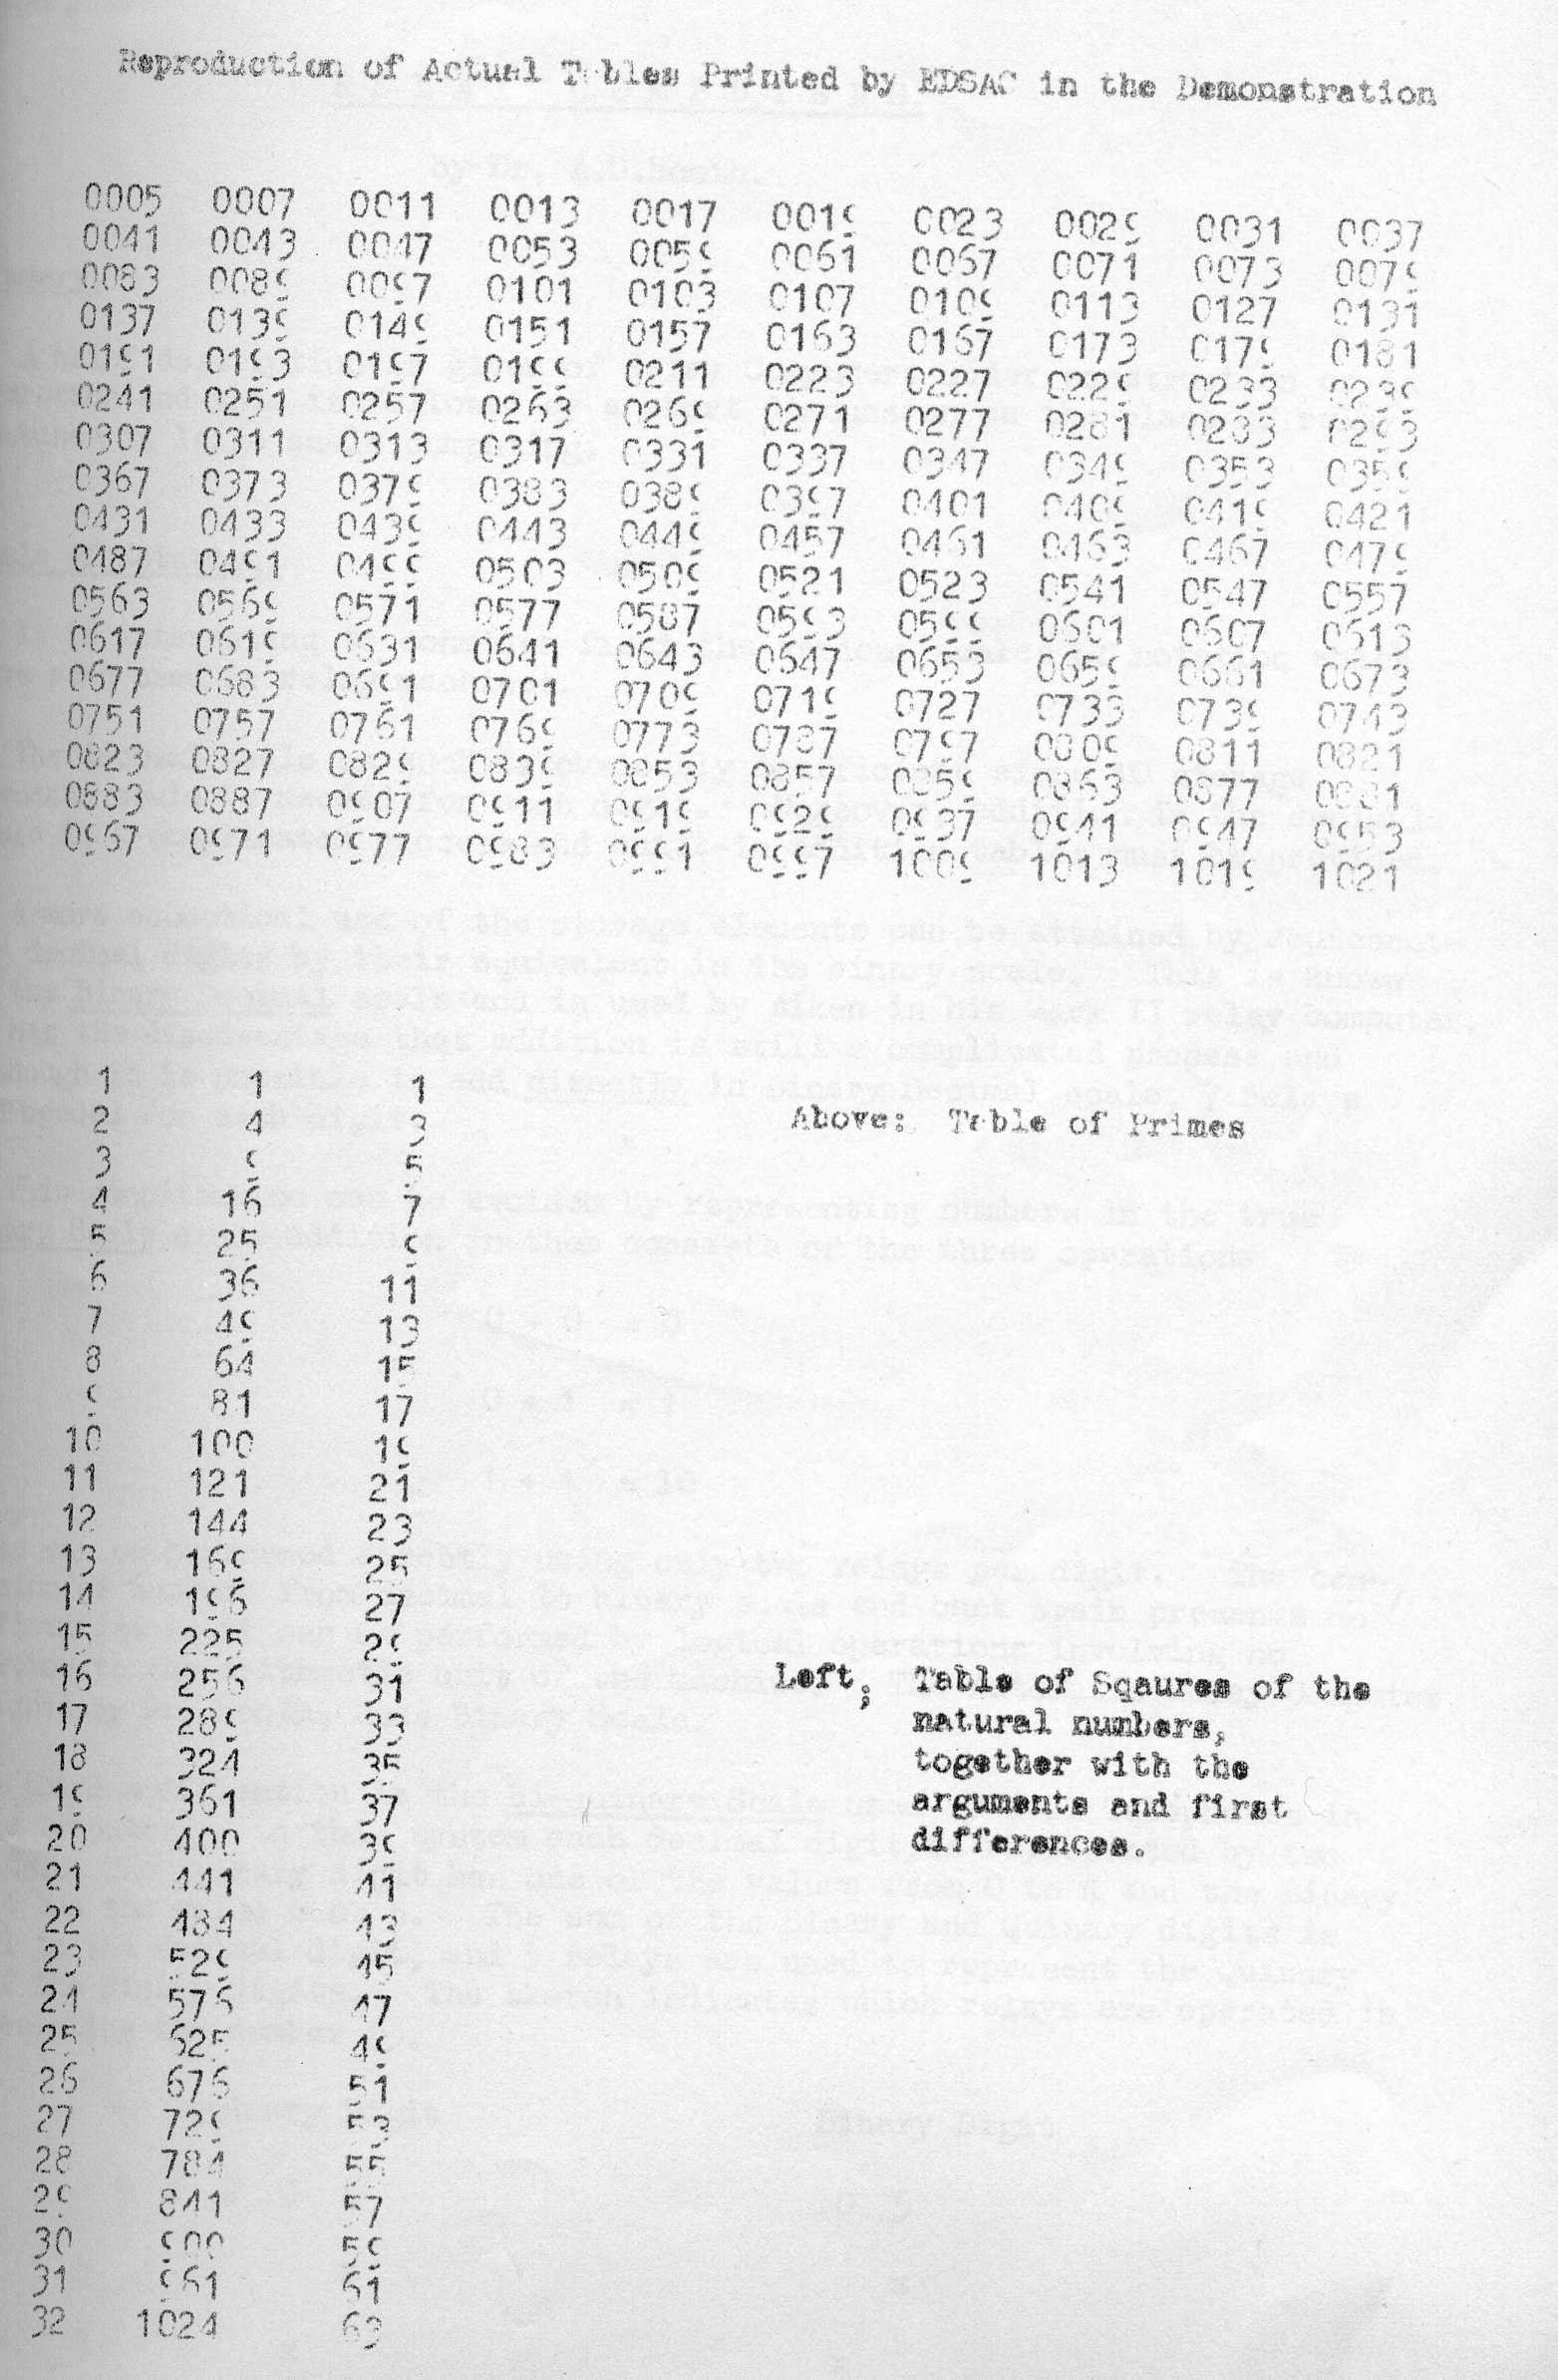 Reproduction of Actual Tables Printed by EDSAC in the Demonstration
0005 0007 0011 0013 0017 0019 0023 0029 0031 0037
0041 0043 0047 0053 0059 0061 0067 0071 0073 0079
0083 0089 0097 0101 0103 0107 0109 0113 0127 0131
0137 0139 0149 0151 0157 0163 0167 0173 0179 0181
0191 0193 0197 0199 0211 0223 0227 0229 0233 0239
0241 0251 0257 0263 0269 0271 0277 0281 0283 0293
0307 0311 0313 0317 0331 0337 0347 0349 0353 0359
0367 0373 0379 0383 0389 0397 0401 0409 0419 0421
0431 0433 0439 0443 0449 0457 0461 0463 0467 0479
0487 0491 0499 0503 0509 0521 0523 0541 0547 0557
0563 0569 0571 0577 0587 0593 0599 0601 0607 0613
0617 0619 0631 0641 0643 0647 0653 0659 0661 0673
0677 0683 0691 0701 0709 0719 0727 0733 0739 0743
0751 0757 0761 0769 0773 0787 0797 0809 0811 0821
0823 0827 0829 0839 0853 0857 0859 0863 0877 0881
0883 0887 0907 0911 0919 0929 0937 0941 0947 0953
0967 0971 0977 0983 0991 0997 1009 1013 1019 1021
1 1 1
2 4 3
Above: Table of Primes
3 9 5
4 16 7
5 25 9
6 36 11
7 49 13
8 64 15
9 81 17
10 100 19
11 121 21
12 144 23
13 169 25
14 196 27
15 225 29
16 256 31
Left; Table of Sqaures of the
17 289 33
natural numbers,
18 324 35
together with the
19 361 37
arguments and first
20 400 39
differences.
21 441 41
22 484 43
23 529 45
24 576 47
25 625 49
26 676 51
27 729 53
28 784 55
29 841 57
30 900 59
31 961 61
32 1024 63